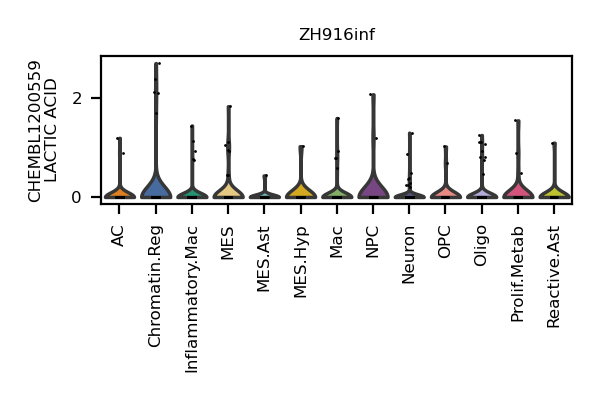 ZH916inf
CHEMBL1200559
LACTIC ACID
2
0
AC
Chromatin.Reg
Inflammatory.Mac
MES
MES.Ast
MES.Hyp
Mac
NPC
Neuron
OPC
Oligo
Prolif.Metab
Reactive.Ast